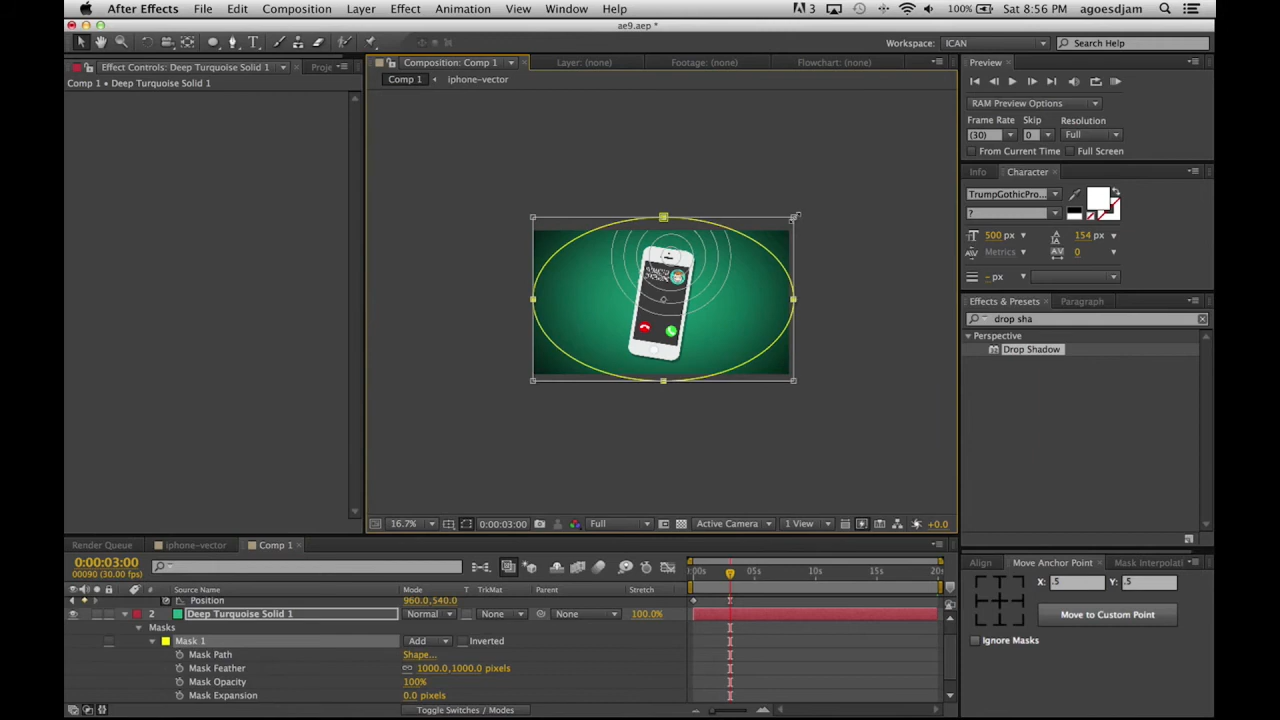 After Effects File Edit Composition Layer Effect Animation View Window Help 3 100% Sat 8:56 PM agoesdjam
ae9.aep *
Workspace: ICAN Search Help
Effect Controls: Deep Turquoise Solid 1 Proje
Composition: Comp 1 Layer: (none) Footage: (none) Flowchart: (none)
Preview
Comp 1 • Deep Turquoise Solid 1
Comp 1 iphone-vector
RAM Preview Options
Frame Rate Skip Resolution
(30) 0 Full
From Current Time Full Screen
Info Character
TrumpGothicPro...
?
500 px 154 px
Metrics 0
- px
Effects & Presets Paragraph
drop sha
Perspective
Drop Shadow
16.7% 0:00:03:00 Full Active Camera 1 View +0.0
Render Queue iphone-vector Comp 1
Align Move Anchor Point Mask Interpolati
X: .5 Y: .5
Move to Custom Point
Ignore Masks
0:00:03:00
00090 (30.00 fps)
0:00s 05s 10s 15s 20s
# Source Name Mode T TrkMat Parent Stretch
Position 960.0,540.0
2 Deep Turquoise Solid 1 Normal None None 100.0%
Masks
Mask 1 Add Inverted
Mask Path Shape...
Mask Feather 1000.0,1000.0 pixels
Mask Opacity 100%
Mask Expansion 0.0 pixels
Toggle Switches / Modes